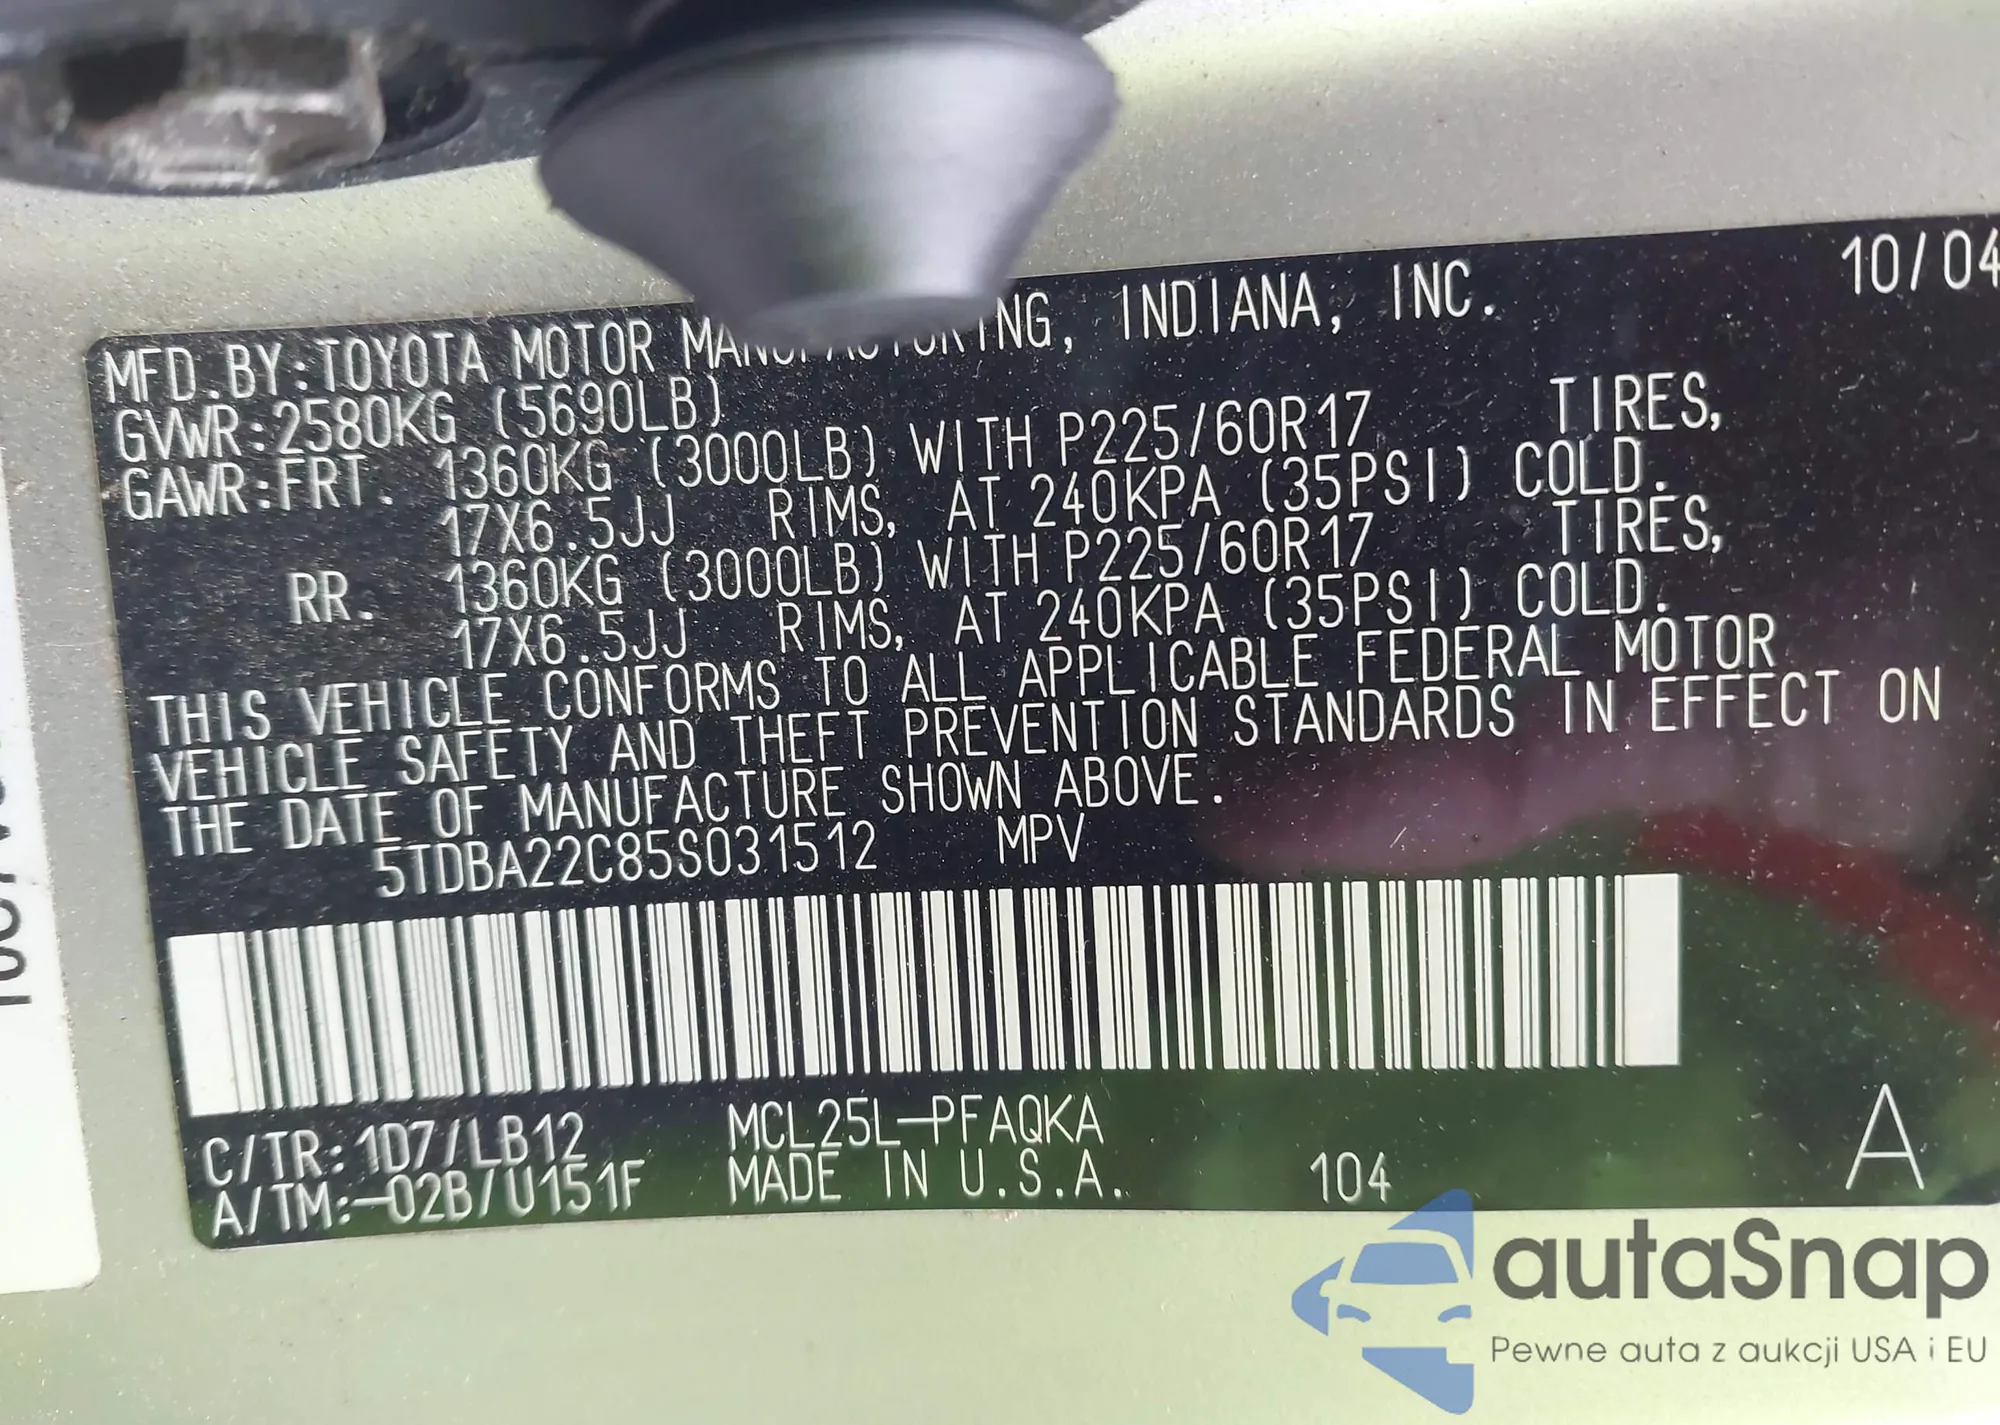 10/04
MFD.BY:TOYOTA MOTOR MANUFACTURING, INDIANA, INC.
GVWR:2580KG (5690LB)
GAWR:FRT. 1360KG (3000LB) WITH P225/60R17 TIRES,
17X6.5JJ RIMS, AT 240KPA (35PSI) COLD.
RR. 1360KG (3000LB) WITH P225/60R17 TIRES,
17X6.5JJ RIMS, AT 240KPA (35PSI) COLD.
THIS VEHICLE CONFORMS TO ALL APPLICABLE FEDERAL MOTOR
VEHICLE SAFETY AND THEFT PREVENTION STANDARDS IN EFFECT ON
THE DATE OF MANUFACTURE SHOWN ABOVE.
5TDBA22C85S031512 MPV
C/TR:1D7/LB12 MCL25L-PFAQKA
A/TM:-02B/U151F MADE IN U.S.A. 104 A
autaSnap
Pewne auta z aukcji USA i EU